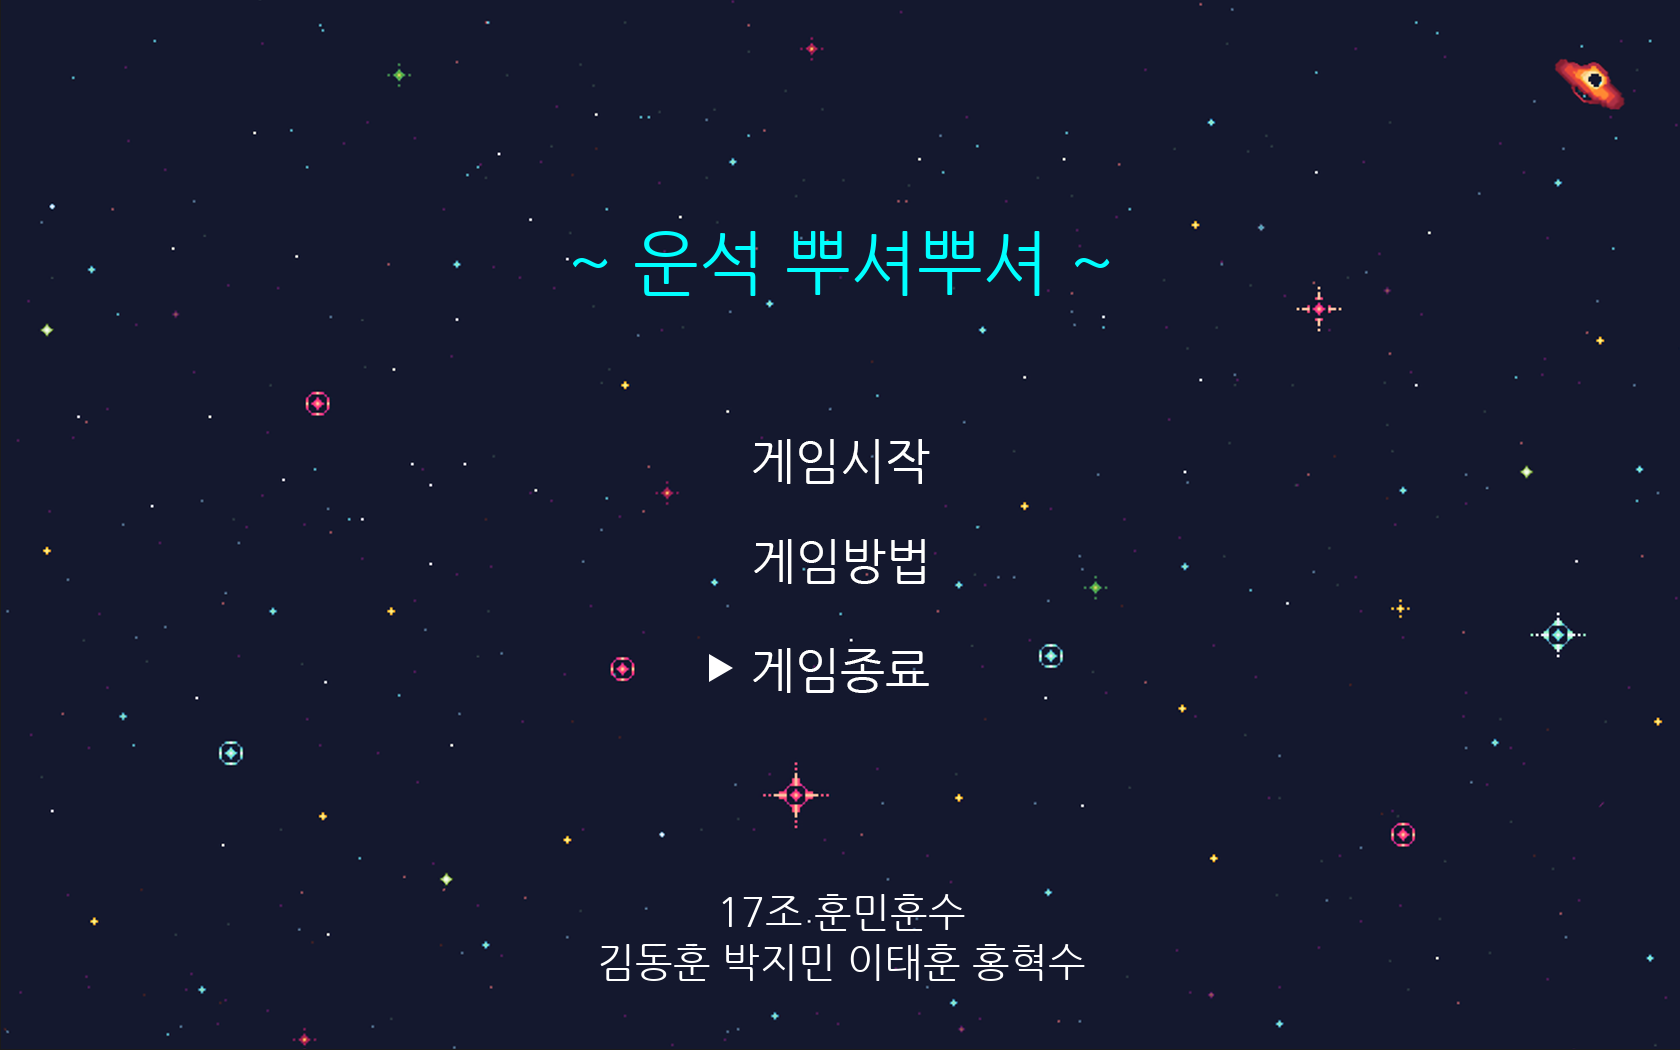 ~ 운석 뿌셔뿌셔 ~
게임시작
게임방법
▶ 게임종료
17조.훈민훈수
김동훈 박지민 이태훈 홍혁수